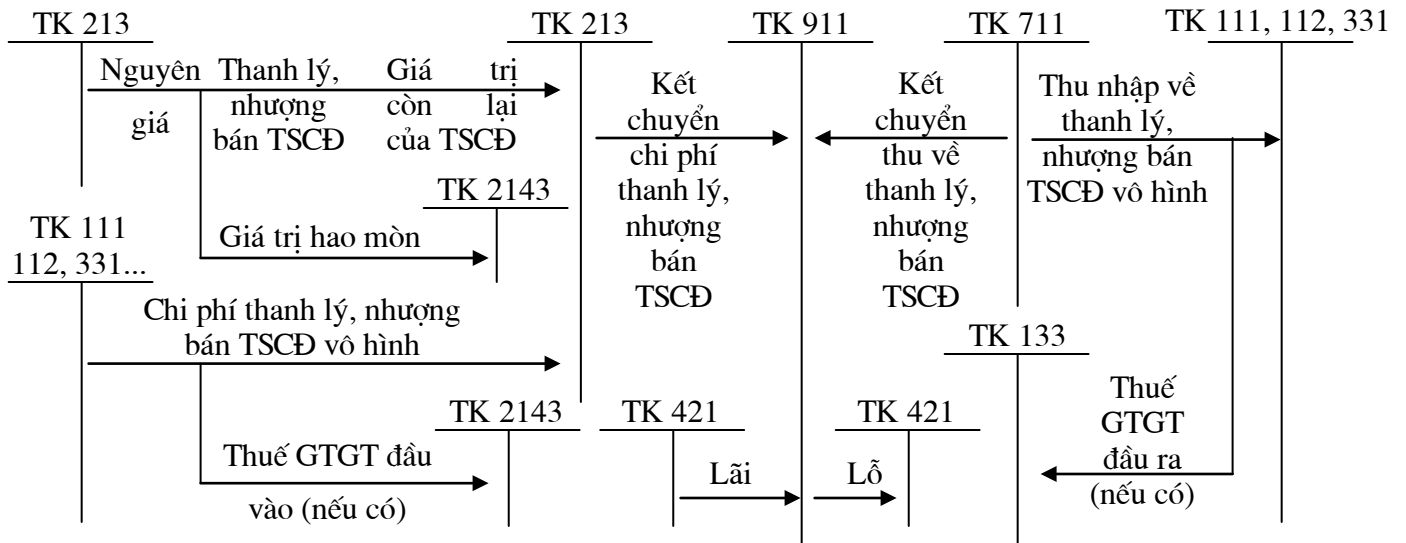 TK 213
TK 213
TK 911
TK 711
TK 111, 112, 331
Nguyên
giá
Thanh lý,
nhượng
bán TSCĐ
Giá trị
còn lại
của TSCĐ
Kết
chuyển
chi phí
thanh lý,
nhượng
bán
TSCĐ
Kết
chuyển
thu về
thanh lý,
nhượng
bán
TSCĐ
Thu nhập về
thanh lý,
nhượng bán
TSCĐ vô hình
TK 2143
Giá trị hao mòn
TK 111
112, 331...
Chi phí thanh lý, nhượng
bán TSCĐ vô hình
TK 133
TK 2143
TK 421
TK 421
Thuế GTGT đầu
vào (nếu có)
Lãi
Lỗ
Thuế
GTGT
đầu ra
(nếu có)